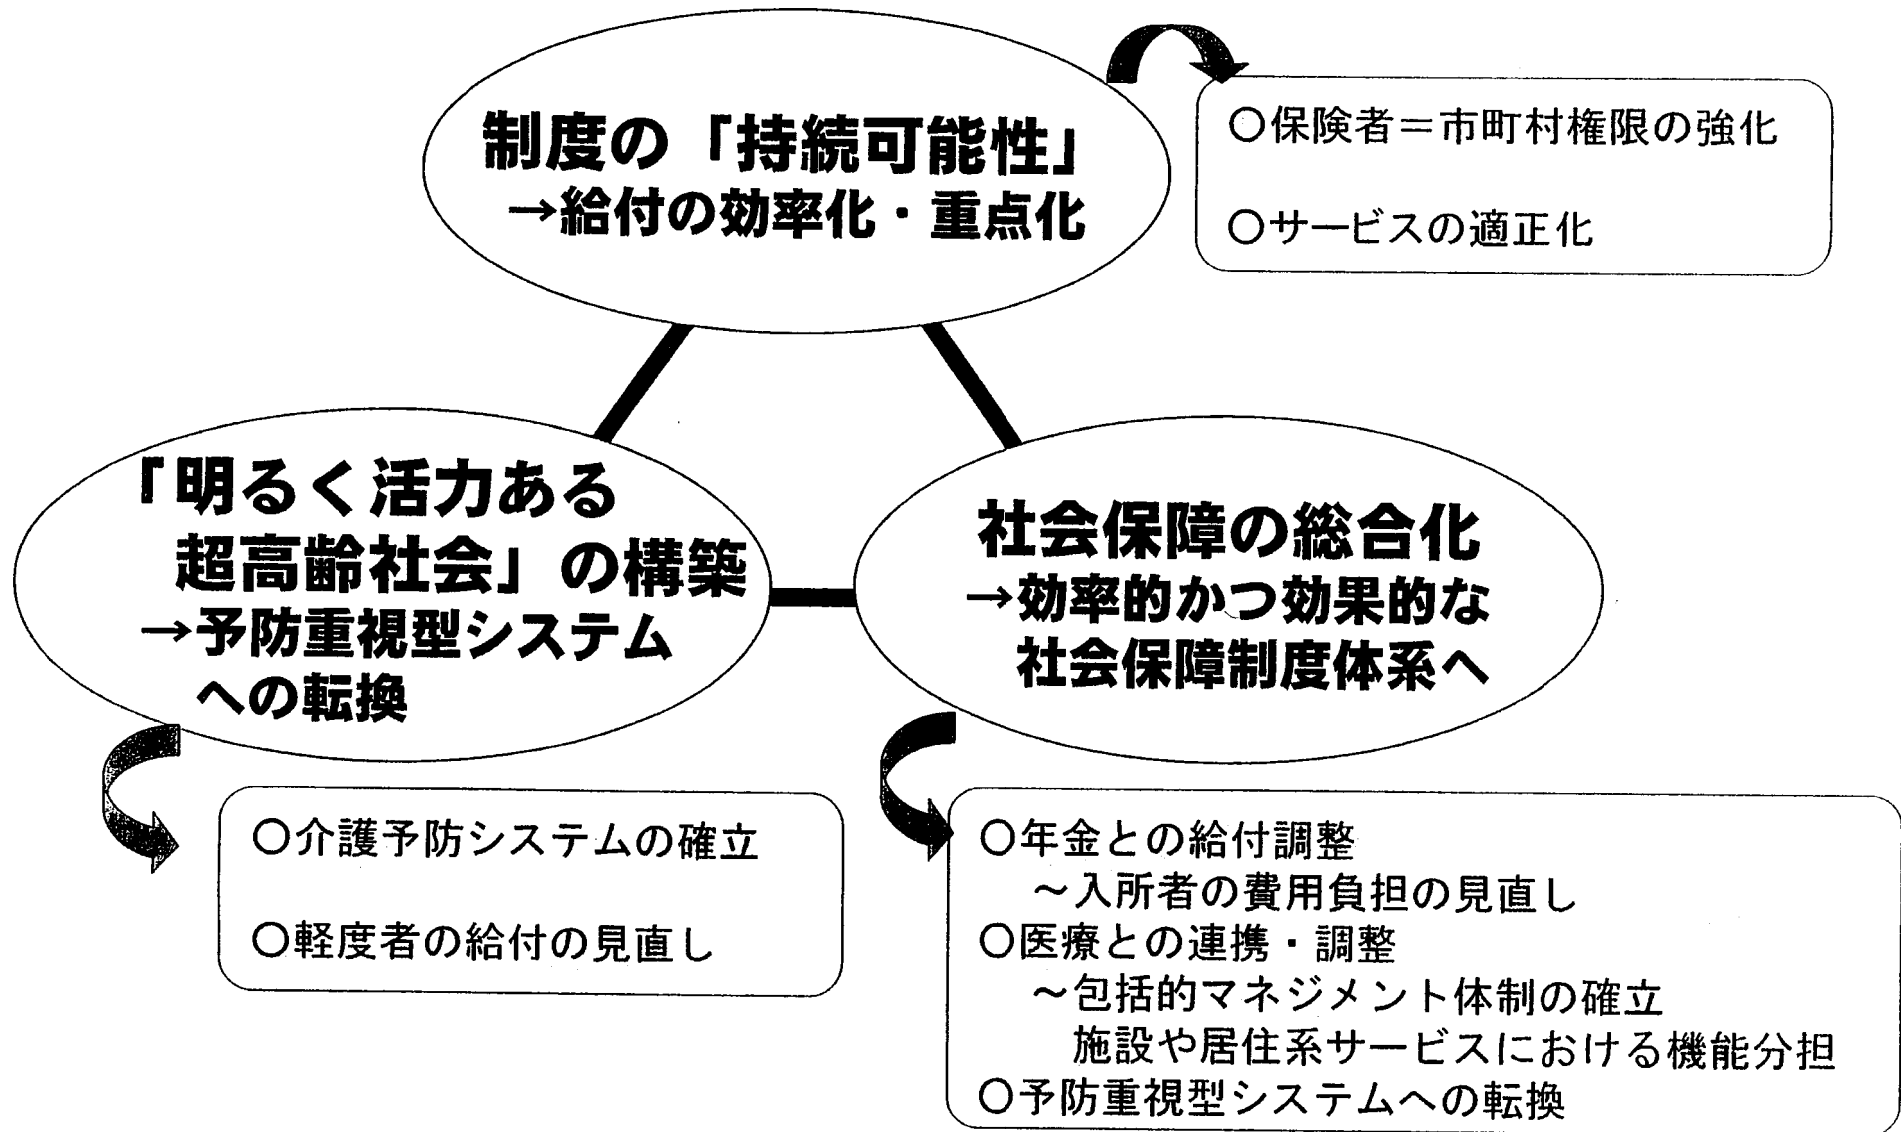 制度の「持続可能性」
→給付の効率化・重点化
○保険者＝市町村権限の強化
○サービスの適正化
「明るく活力ある
超高齢社会」の構築
→予防重視型システム
への転換
社会保障の総合化
→効率的かつ効果的な
社会保障制度体系へ
○介護予防システムの確立
○軽度者の給付の見直し
○年金との給付調整
～入所者の費用負担の見直し
○医療との連携・調整
～包括的マネジメント体制の確立
施設や居住系サービスにおける機能分担
○予防重視型システムへの転換